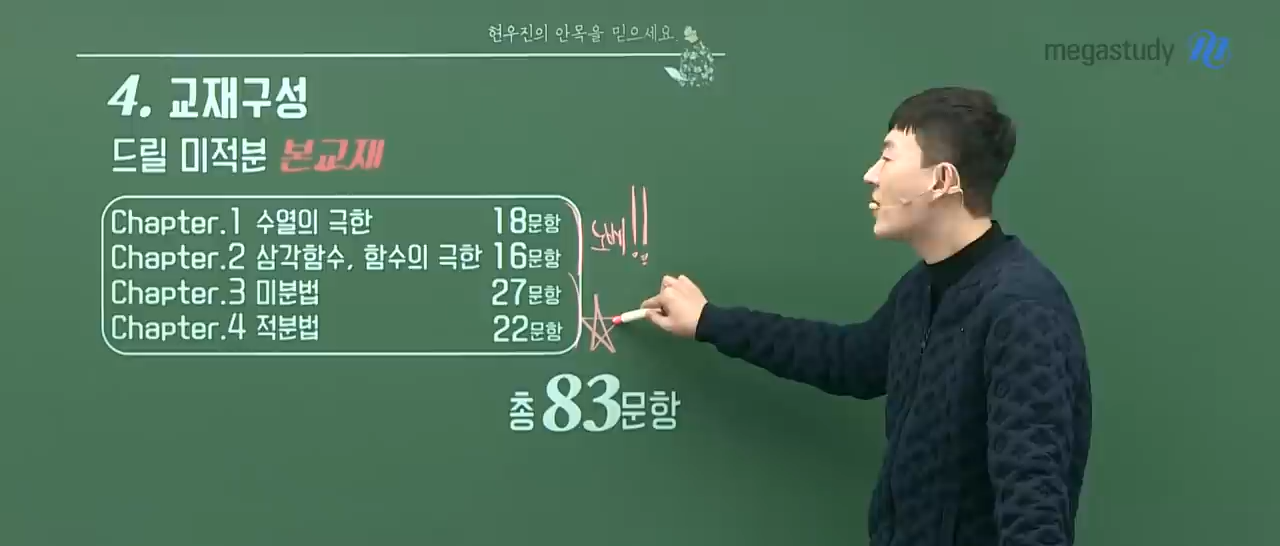 현우진의 안목을 믿으세요
megastudy
4. 교재구성
드릴 미적분 본교재
Chapter.1 수열의 극한 18문항
Chapter.2 삼각함수, 함수의 극한 16문항
Chapter.3 미분법 27문항
Chapter.4 적분법 22문항
노베!!
총 83문항